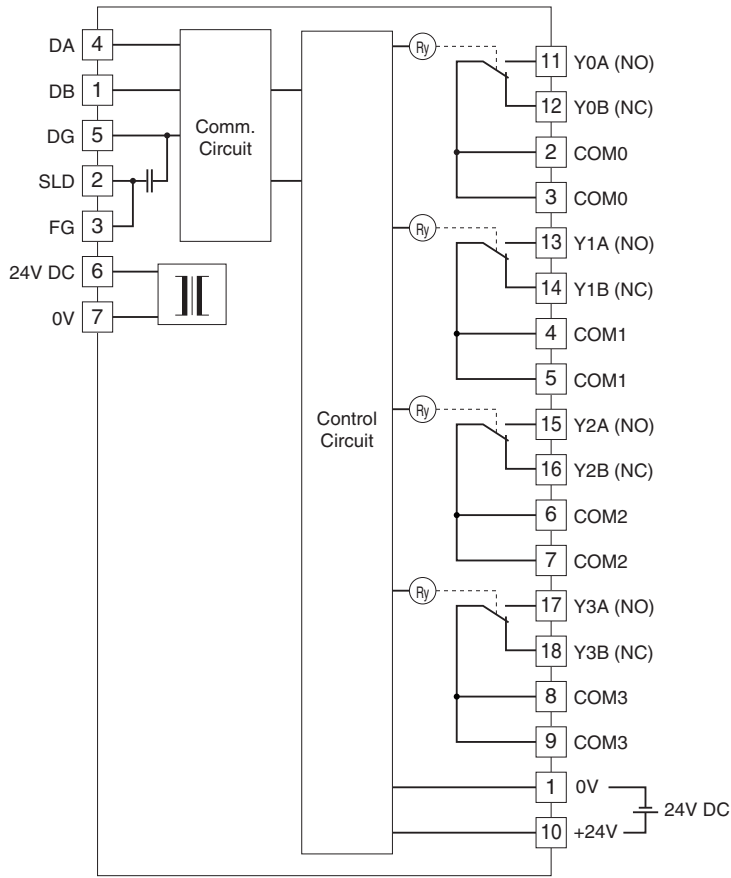 DA 4
DB 1
DG 5
SLD 2
FG 3
24V DC 6
0V 7
Comm.
Circuit
Control
Circuit
Ry
11 Y0A (NO)
12 Y0B (NC)
2 COM0
3 COM0
Ry
13 Y1A (NO)
14 Y1B (NC)
4 COM1
5 COM1
Ry
15 Y2A (NO)
16 Y2B (NC)
6 COM2
7 COM2
Ry
17 Y3A (NO)
18 Y3B (NC)
8 COM3
9 COM3
1 0V
10 +24V
24V DC